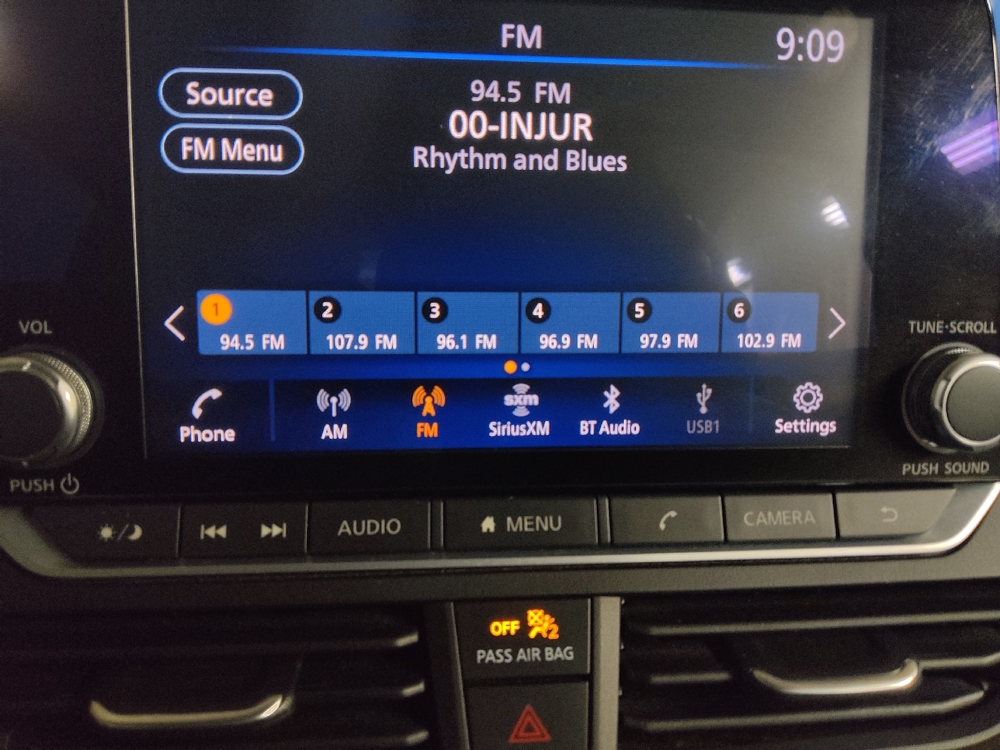 FM
9:09
Source
94.5 FM
00-INJUR
FM Menu
Rhythm and Blues
1
2
3
4
5
6
94.5 FM
107.9 FM
96.1 FM
96.9 FM
97.9 FM
102.9 FM
VOL
TUNE·SCROLL
sxm
Phone
AM
FM
SiriusXM
BT Audio
USB1
Settings
PUSH
PUSH SOUND
AUDIO
MENU
CAMERA
OFF
2
PASS AIR BAG